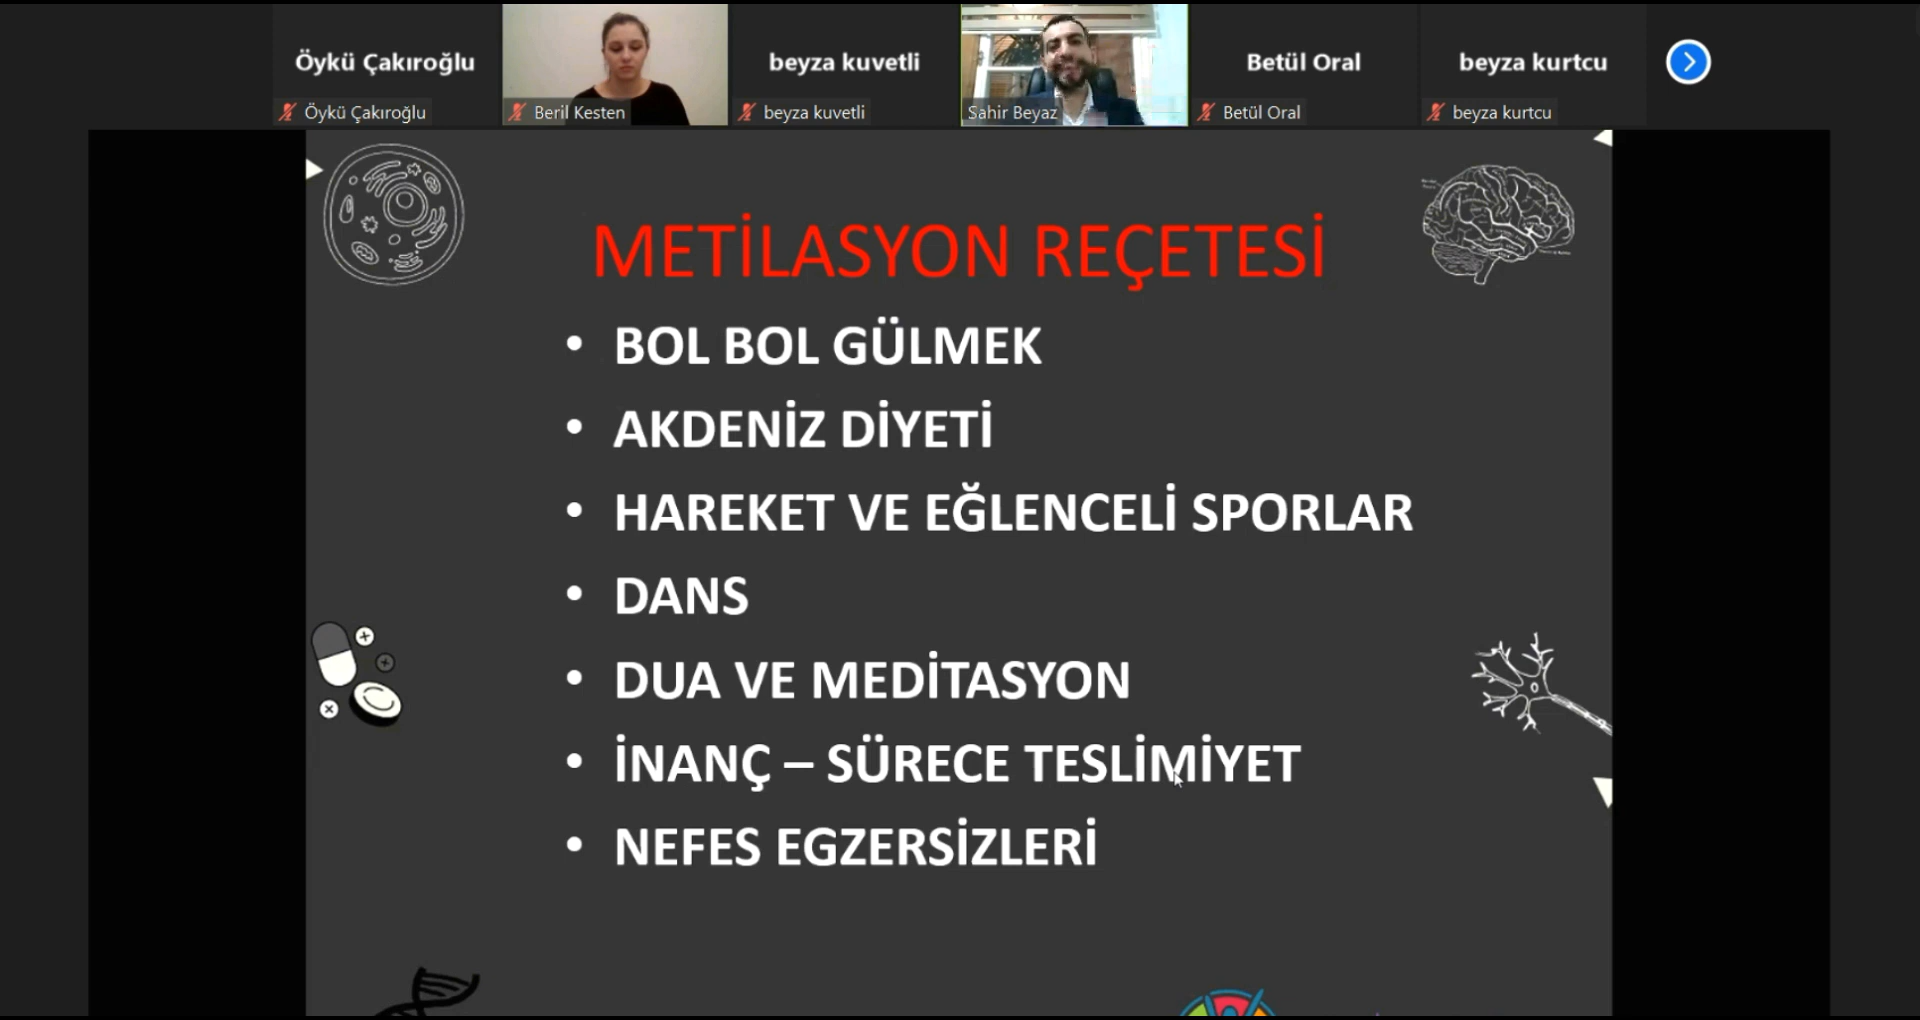 Öykü Çakıroğlu
beyza kuvetli
Betül Oral
beyza kurtcu
Öykü Çakıroğlu
Beril Kesten
beyza kuvetli
Sahir Beyaz
Betül Oral
beyza kurtcu
METİLASYON REÇETESİ
• BOL BOL GÜLMEK
• AKDENİZ DİYETİ
• HAREKET VE EĞLENCELİ SPORLAR
• DANS
• DUA VE MEDİTASYON
• İNANÇ – SÜRECE TESLİMİYET
• NEFES EGZERSİZLERİ